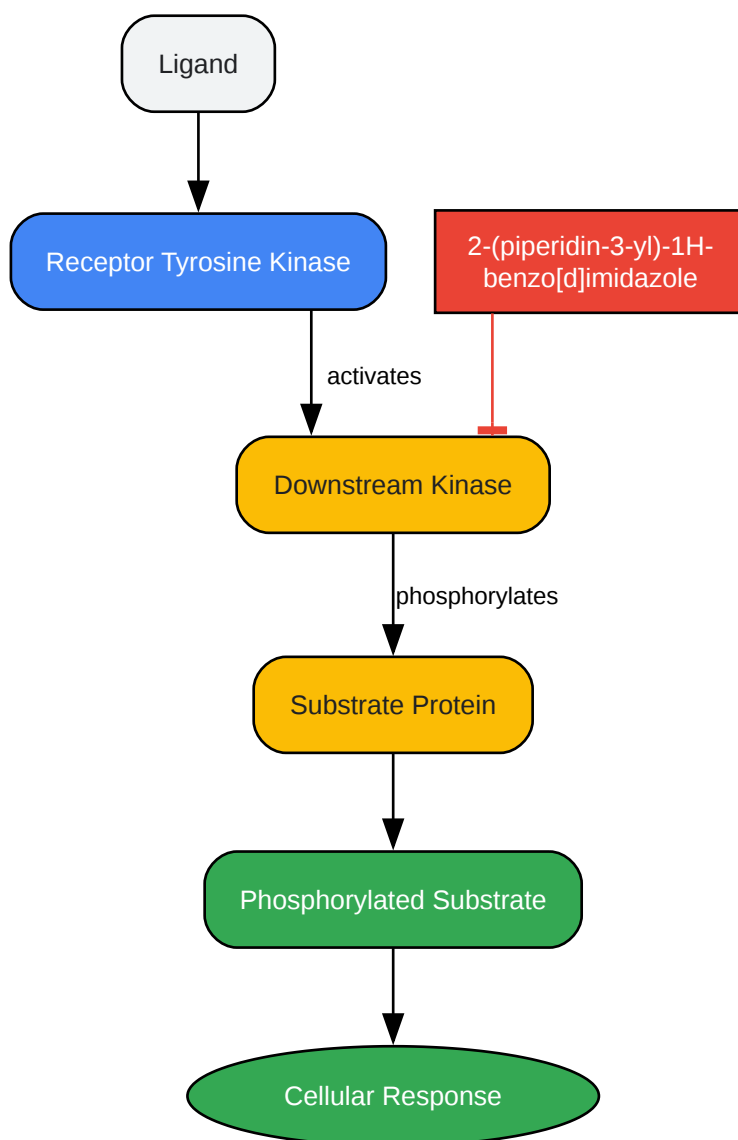 Ligand
Receptor Tyrosine Kinase
2-(piperidin-3-yl)-1H-
benzo[d]imidazole
activates
Downstream Kinase
phosphorylates
Substrate Protein
Phosphorylated Substrate
Cellular Response